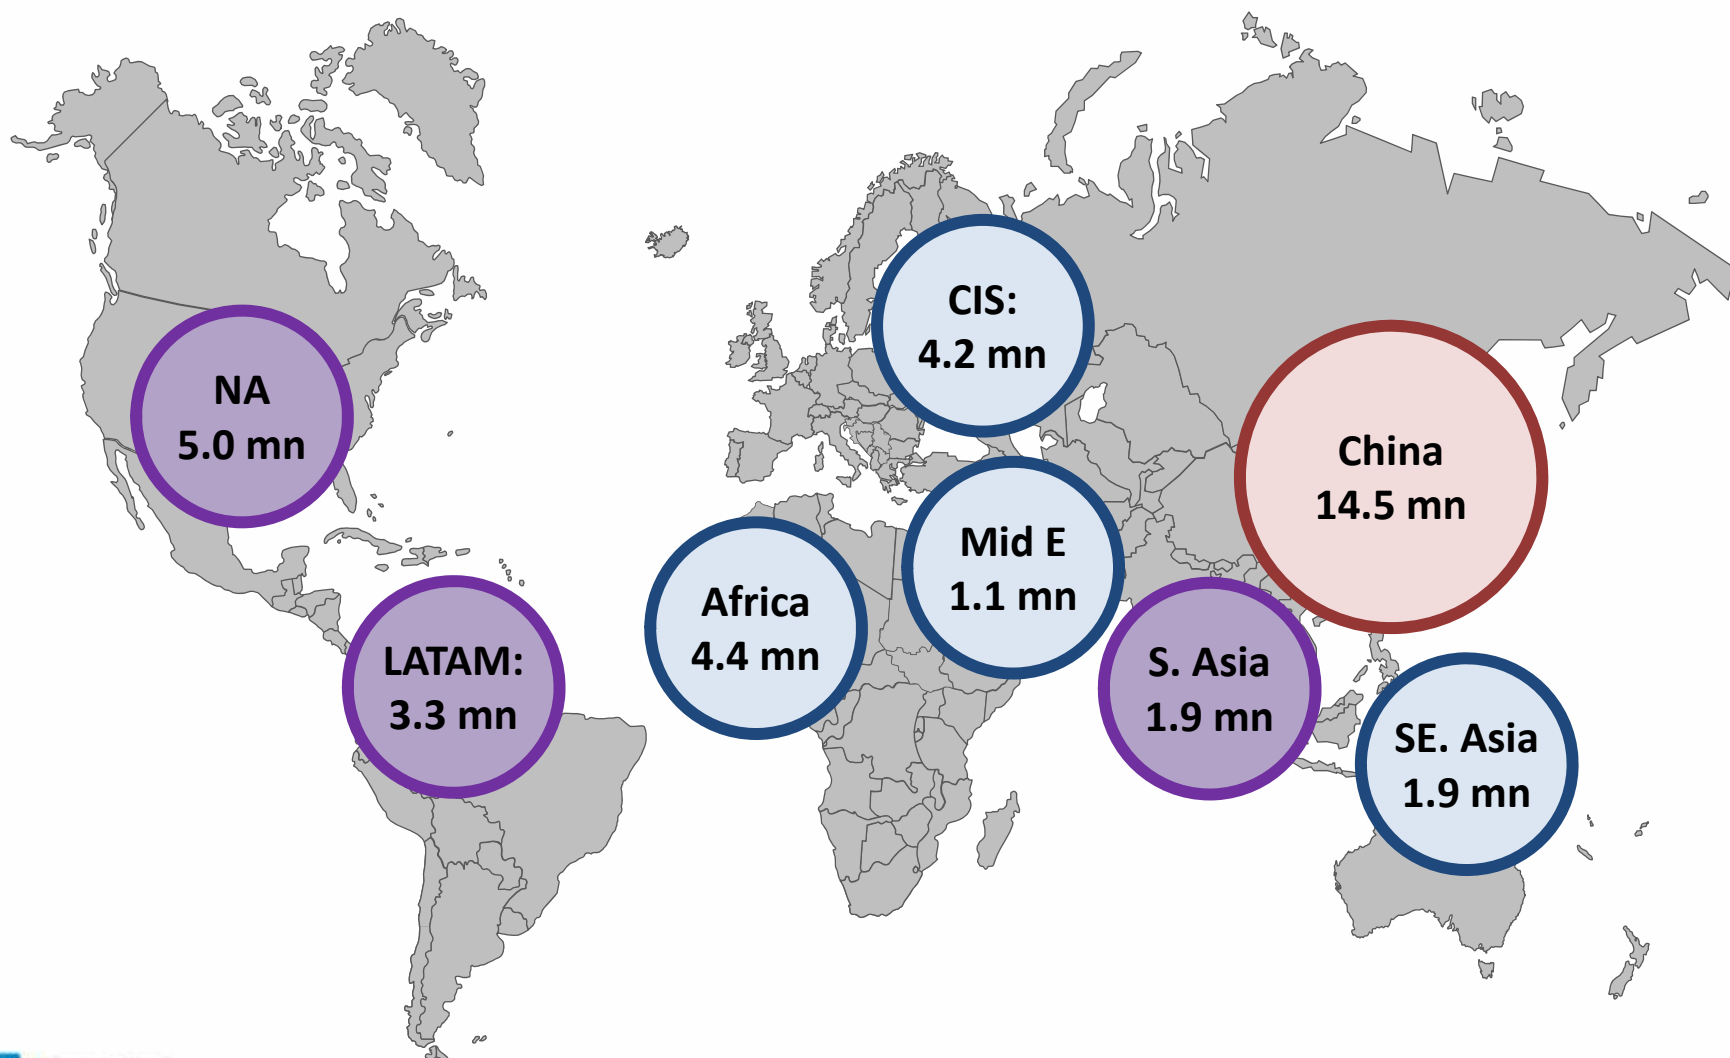 CIS:
4.2 mn
NA
5.0 mn
China
14.5 mn
Mid E
1.1 mn
Africa
4.4 mn
LATAM:
3.3 mn
S. Asia
1.9 mn
SE. Asia
1.9 mn